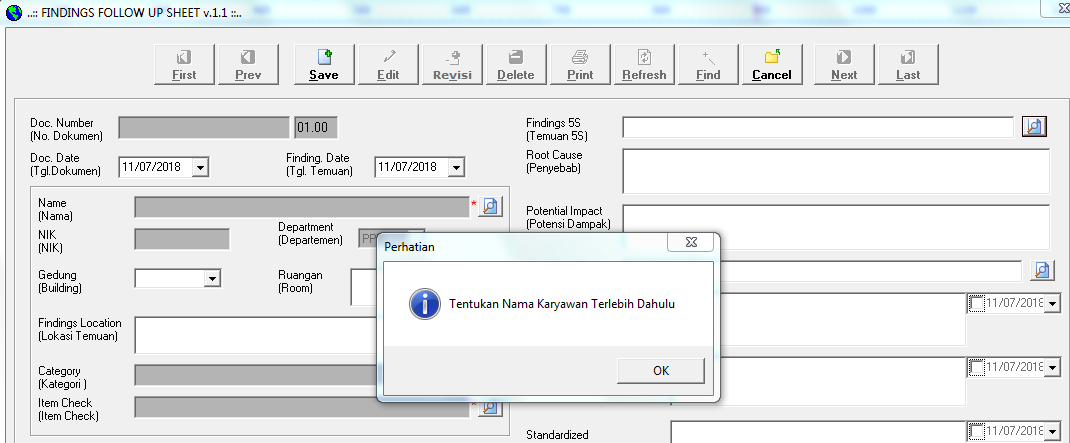 ..:: FINDINGS FOLLOW UP SHEET v.1.1 ::..
First
Prev
Save
Edit
Revisi
Delete
Print
Refresh
Find
Cancel
Next
Last
Doc. Number
(No. Dokumen)
01.00
Doc. Date
(Tgl.Dokumen)
11/07/2018
Finding. Date
(Tgl. Temuan)
11/07/2018
Name
(Nama)
*
NIK
(NIK)
Department
(Departemen)
Gedung
(Building)
Ruangan
(Room)
Findings Location
(Lokasi Temuan)
Category
(Kategori )
Item Check
(Item Check)
Findings 5S
(Temuan 5S)
Root Cause
(Penyebab)
Potential Impact
(Potensi Dampak)
11/07/2018
11/07/2018
Standardized
11/07/2018
Perhatian
Tentukan Nama Karyawan Terlebih Dahulu
OK